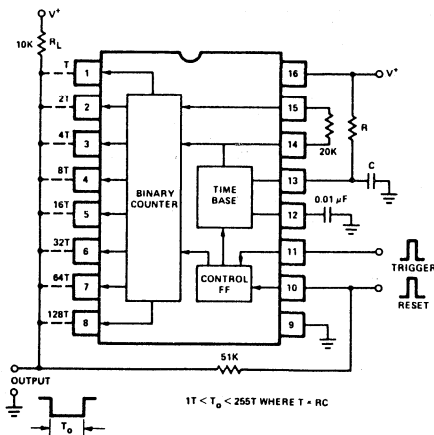 V+
10K
RL
T
1
2T
2
4T
3
8T
4
16T
5
32T
6
64T
7
128T
8
BINARY
COUNTER
TIME
BASE
CONTROL
FF
16
15
14
13
12
11
10
9
V+
R
20K
C
0.01 μF
TRIGGER
RESET
51K
OUTPUT
To
1T < To < 255T WHERE T = RC